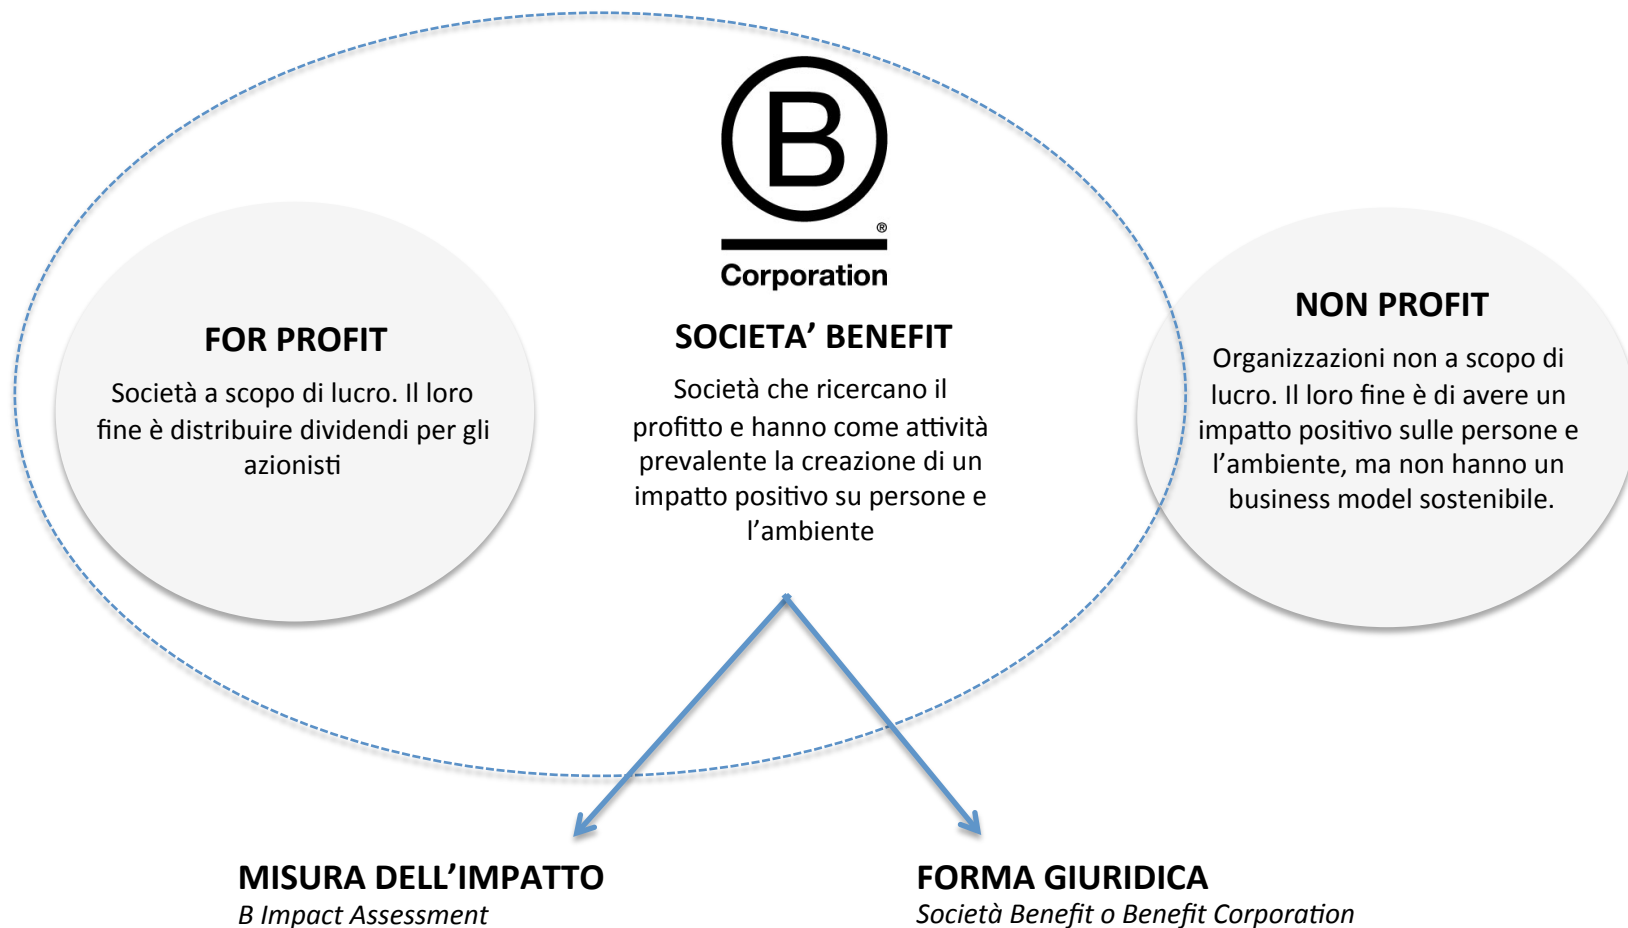 B
®
Corporation
FOR PROFIT
Società a scopo di lucro. Il loro
fine è distribuire dividendi per gli
azionisti
SOCIETA’ BENEFIT
Società che ricercano il
profitto e hanno come attività
prevalente la creazione di un
impatto positivo su persone e
l’ambiente
NON PROFIT
Organizzazioni non a scopo di
lucro. Il loro fine è di avere un
impatto positivo sulle persone e
l’ambiente, ma non hanno un
business model sostenibile.
MISURA DELL’IMPATTO
B Impact Assessment
FORMA GIURIDICA
Società Benefit o Benefit Corporation